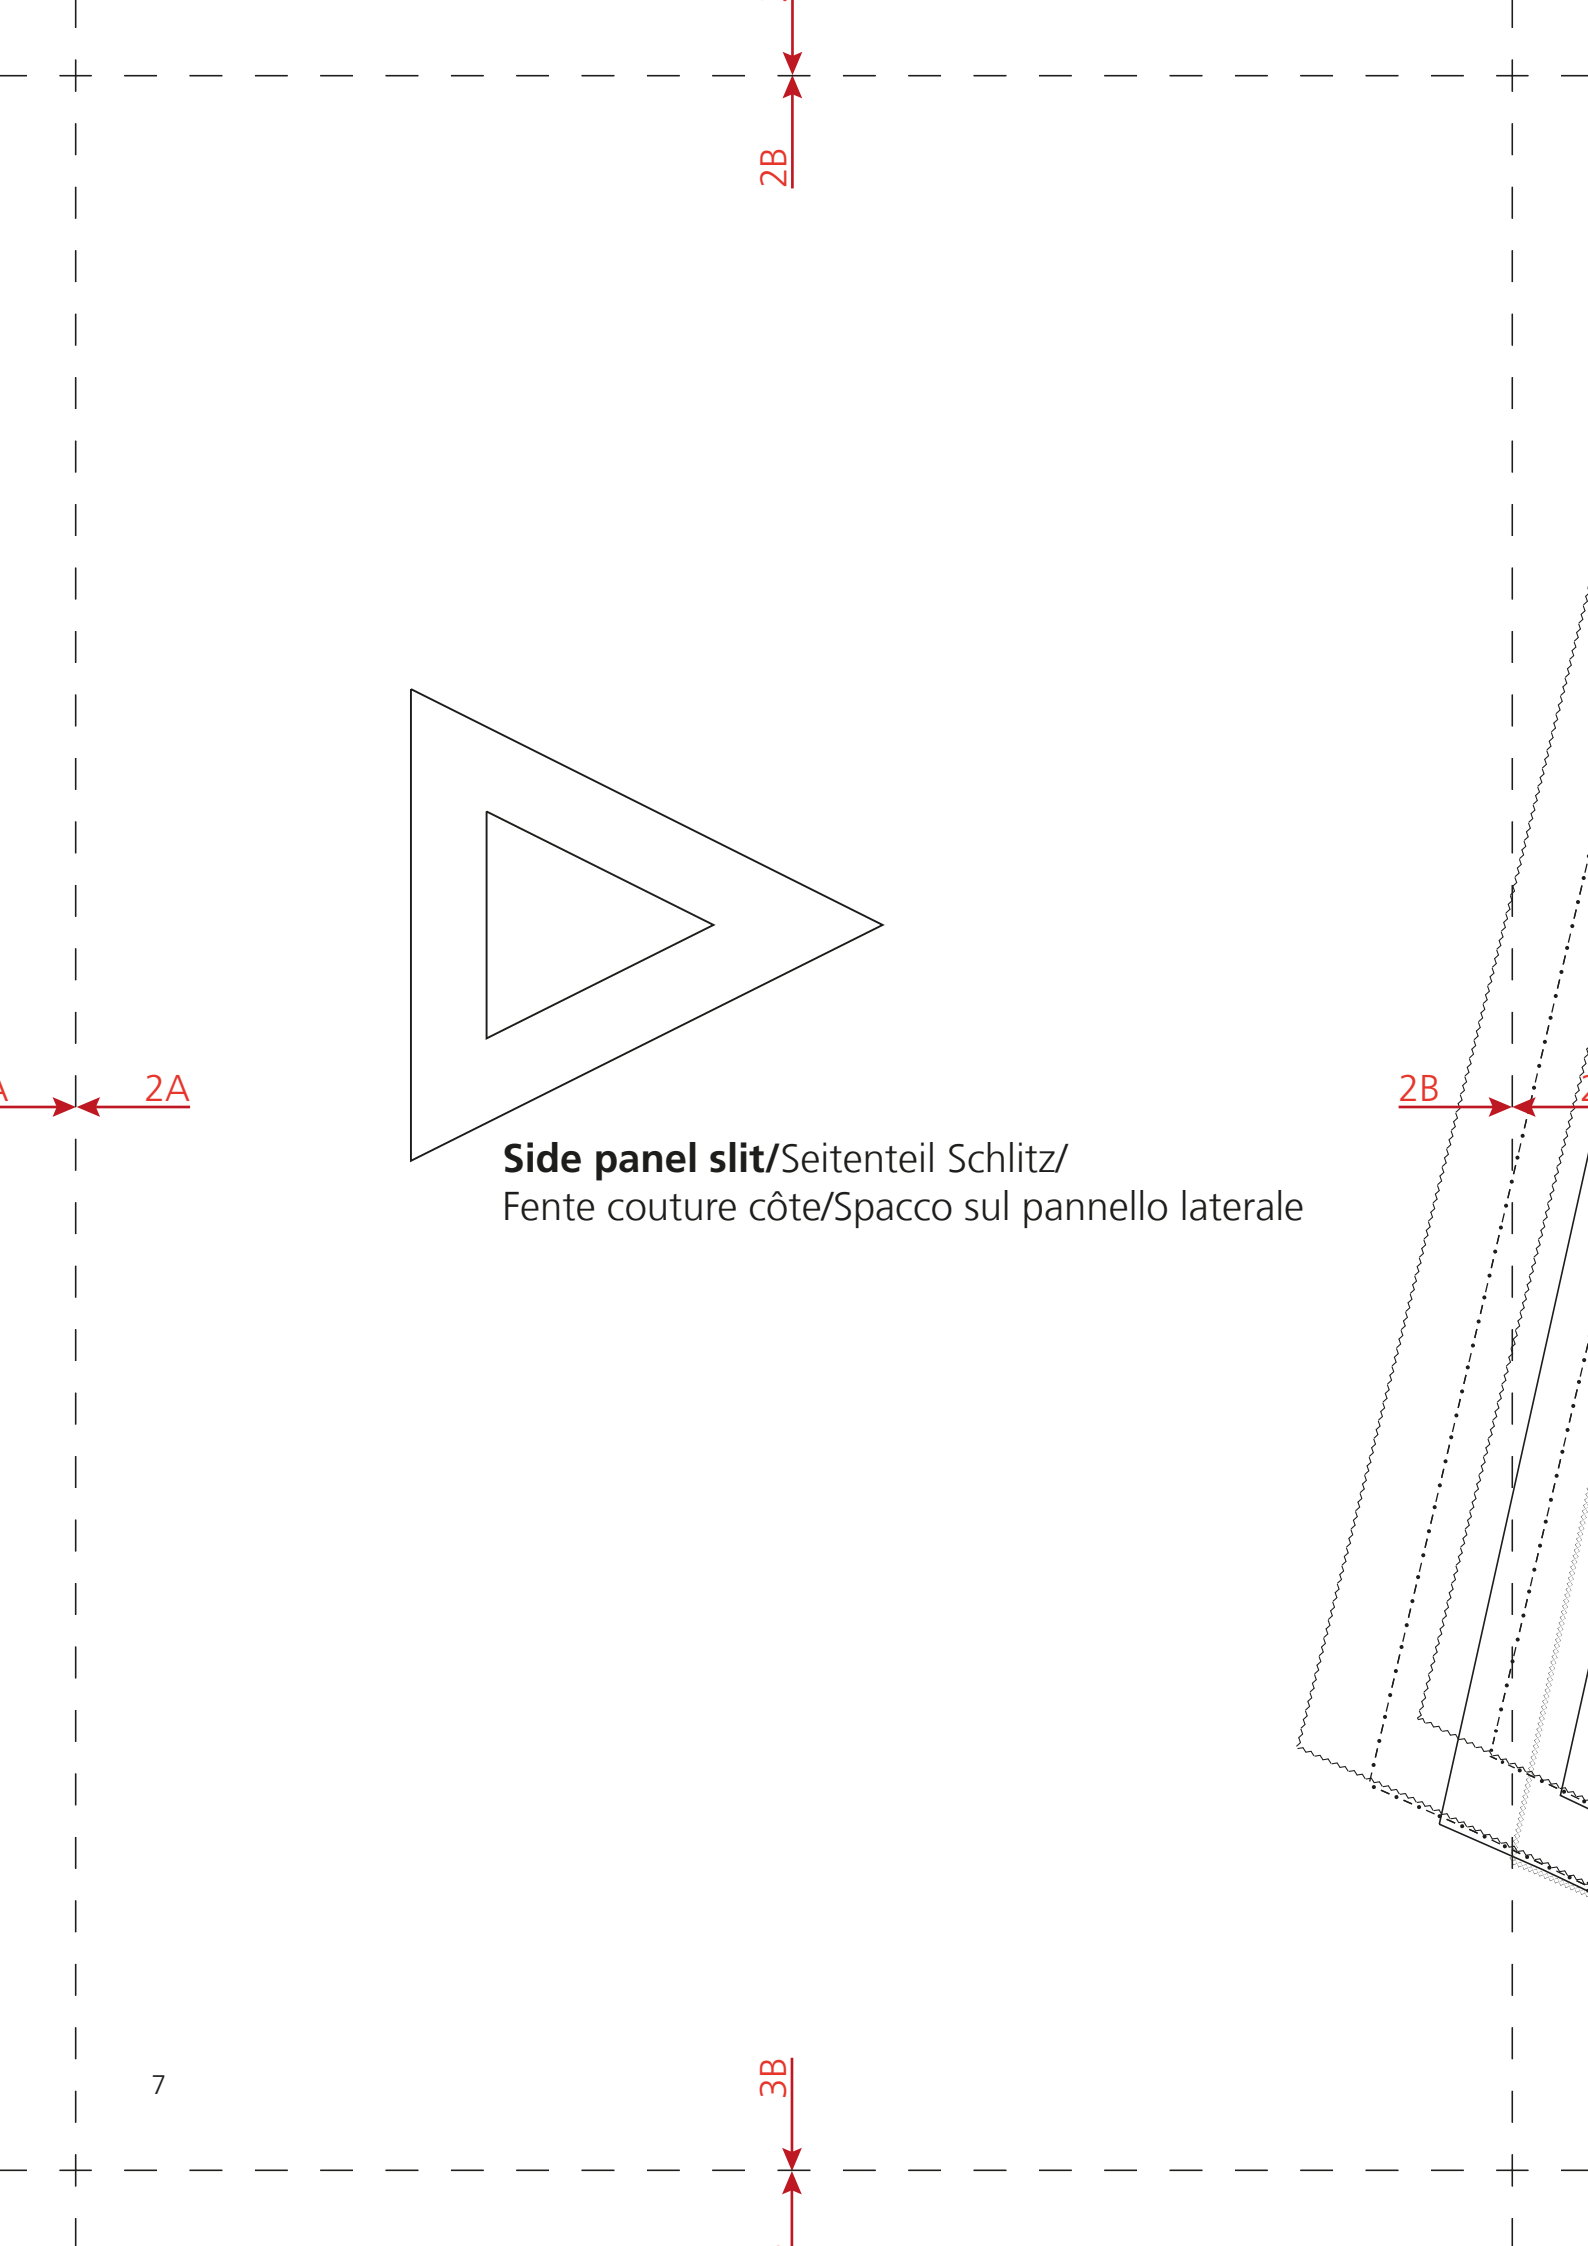 2B
2A
2B
Side panel slit/Seitenteil Schlitz/
Fente couture côte/Spacco sul pannello laterale
3B
7